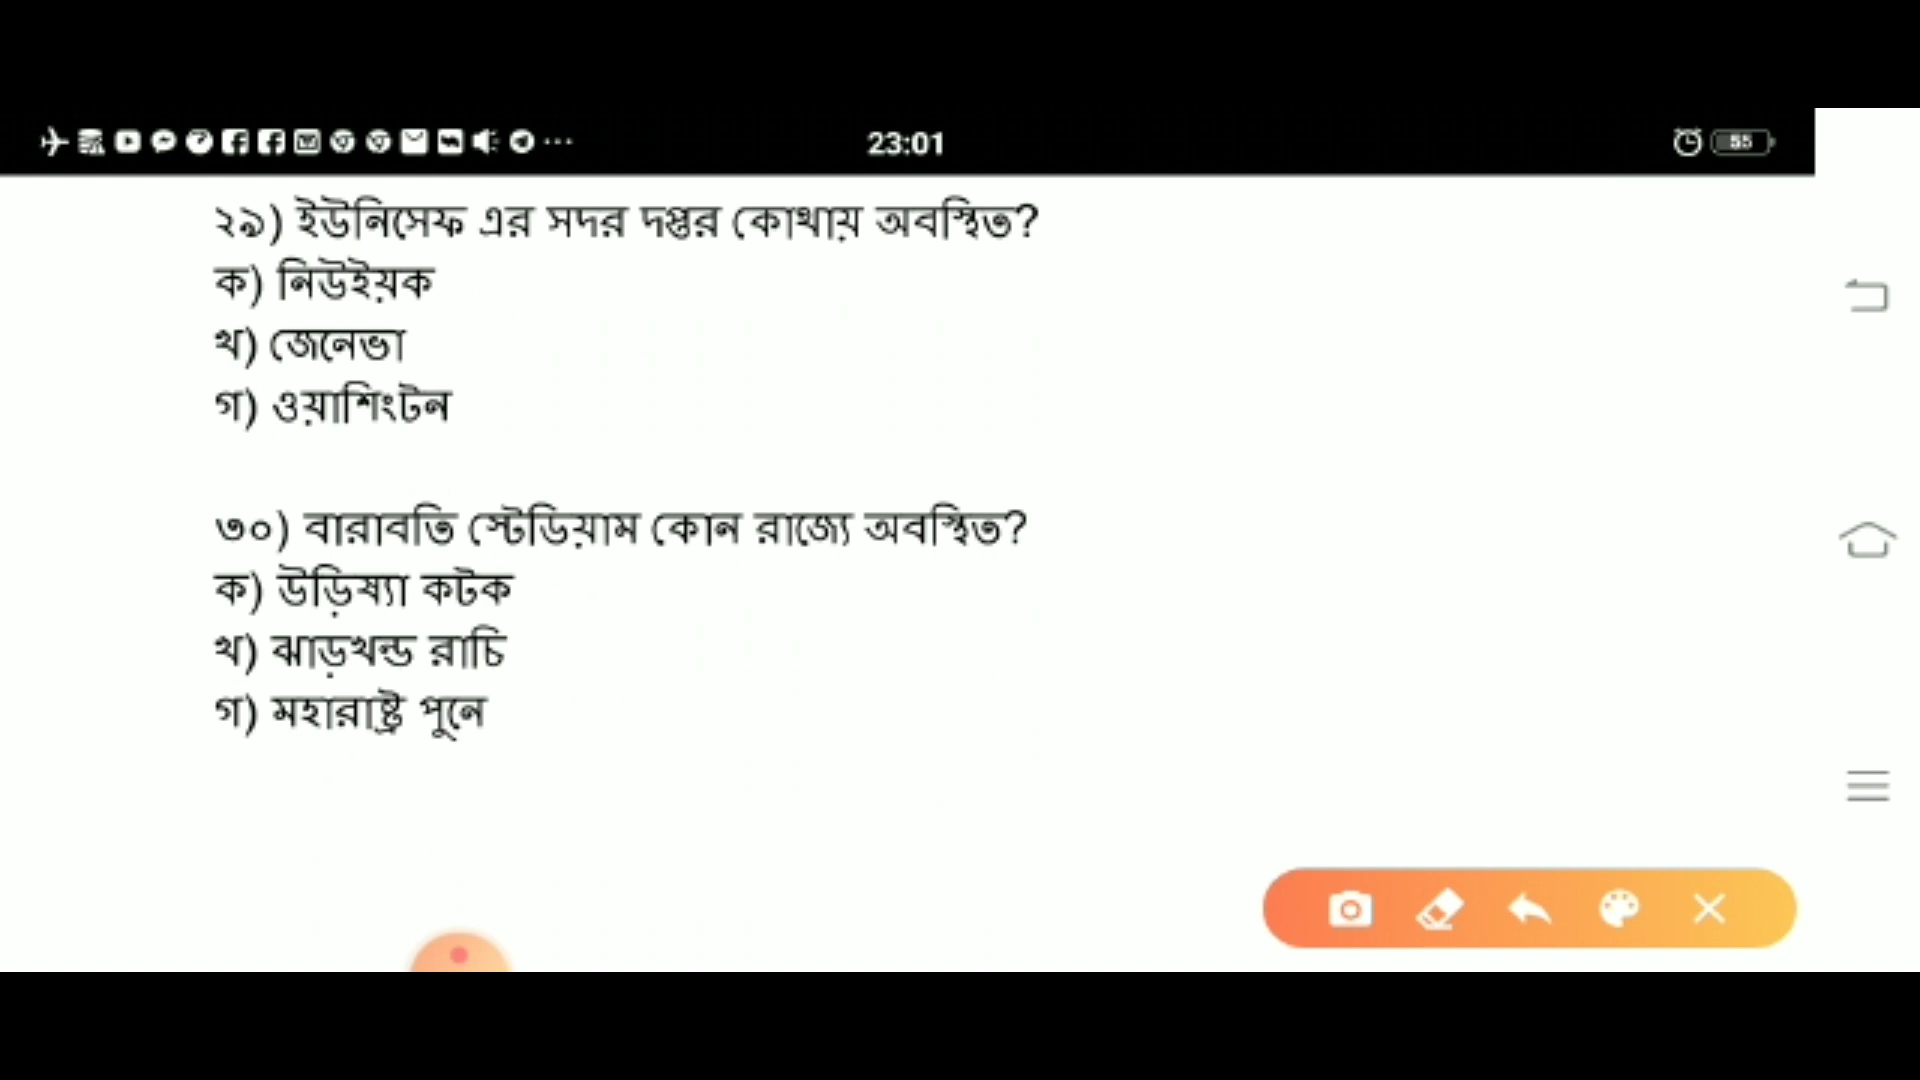 23:01
55
২৯) ইউনিসেফ এর সদর দপ্তর কোথায় অবস্থিত?
ক) নিউইয়ক
খ) জেনেভা
গ) ওয়াশিংটন
৩০) বারাবতি স্টেডিয়াম কোন রাজ্যে অবস্থিত?
ক) উড়িষ্যা কটক
খ) ঝাড়খন্ড রাচি
গ) মহারাষ্ট্র পুনে